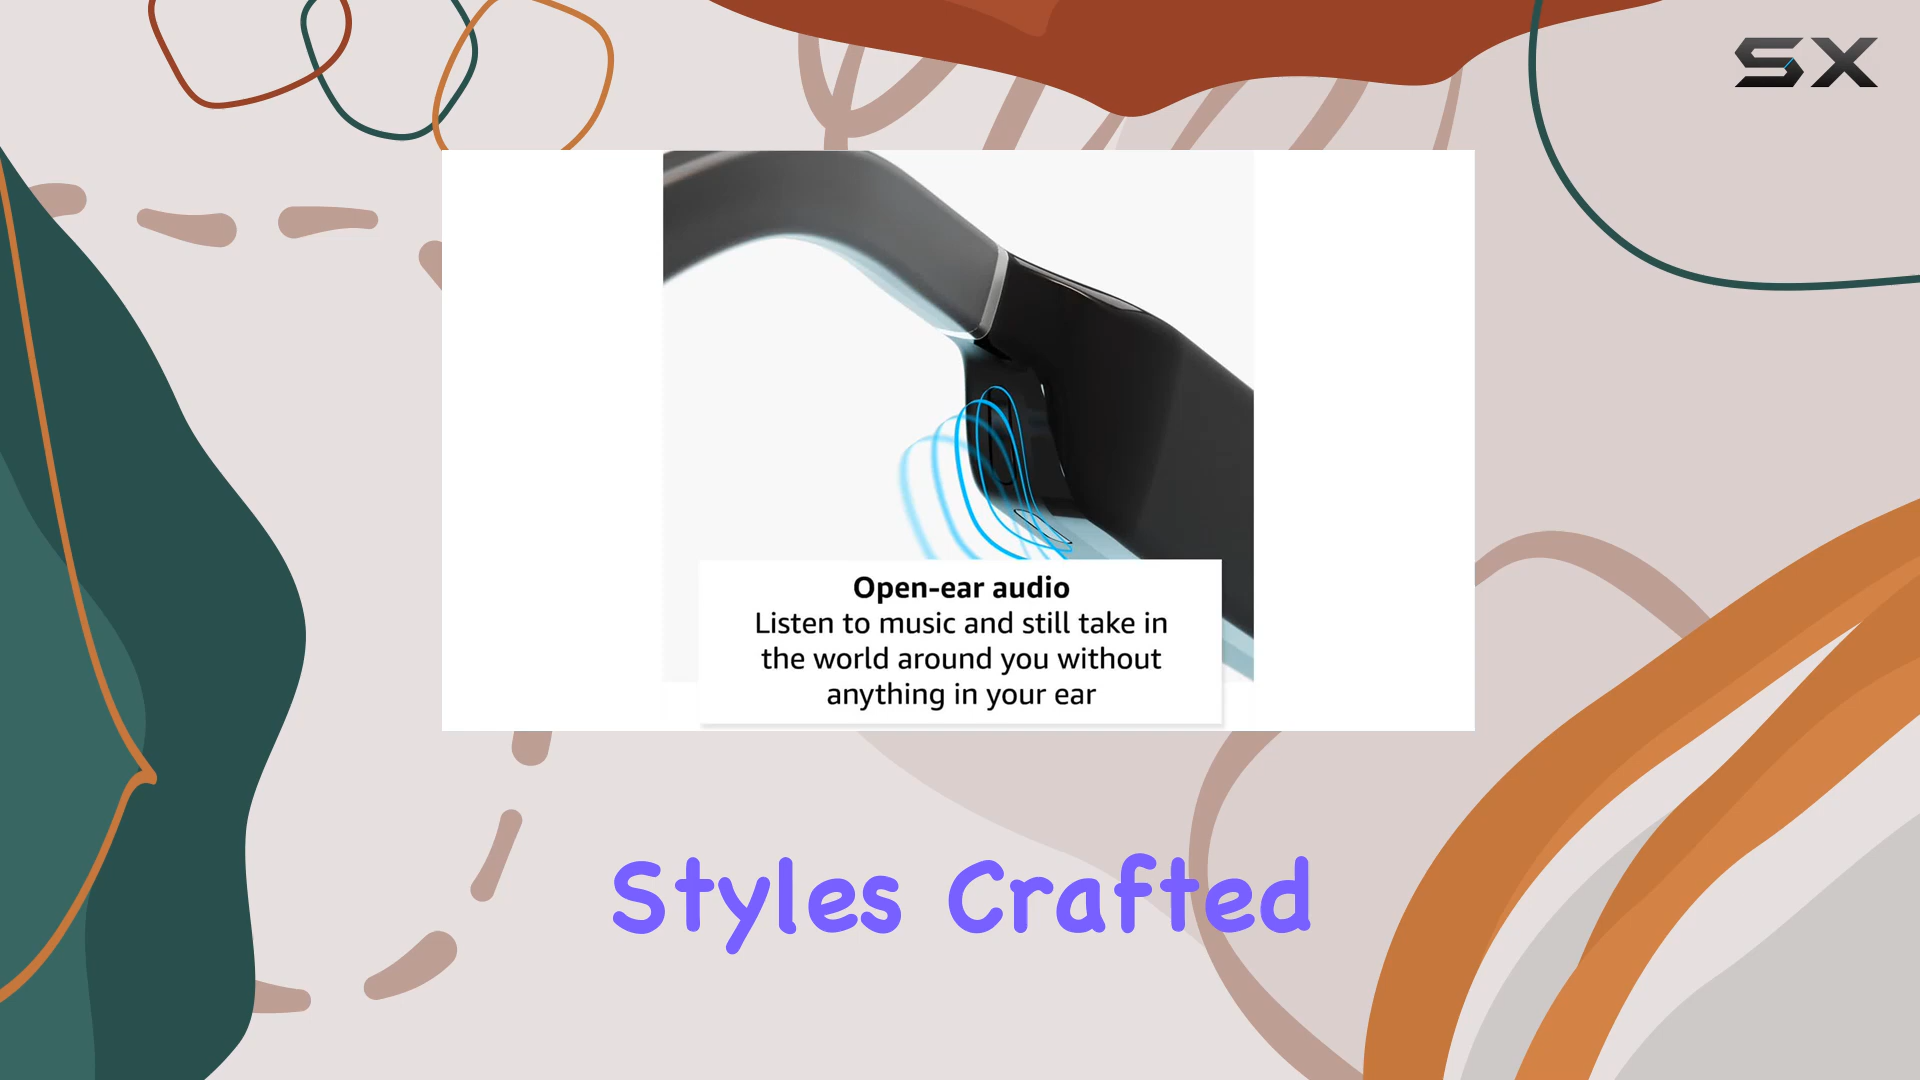 SX
Open-ear audio
Listen to music and still take in
the world around you without
anything in your ear
Styles Crafted